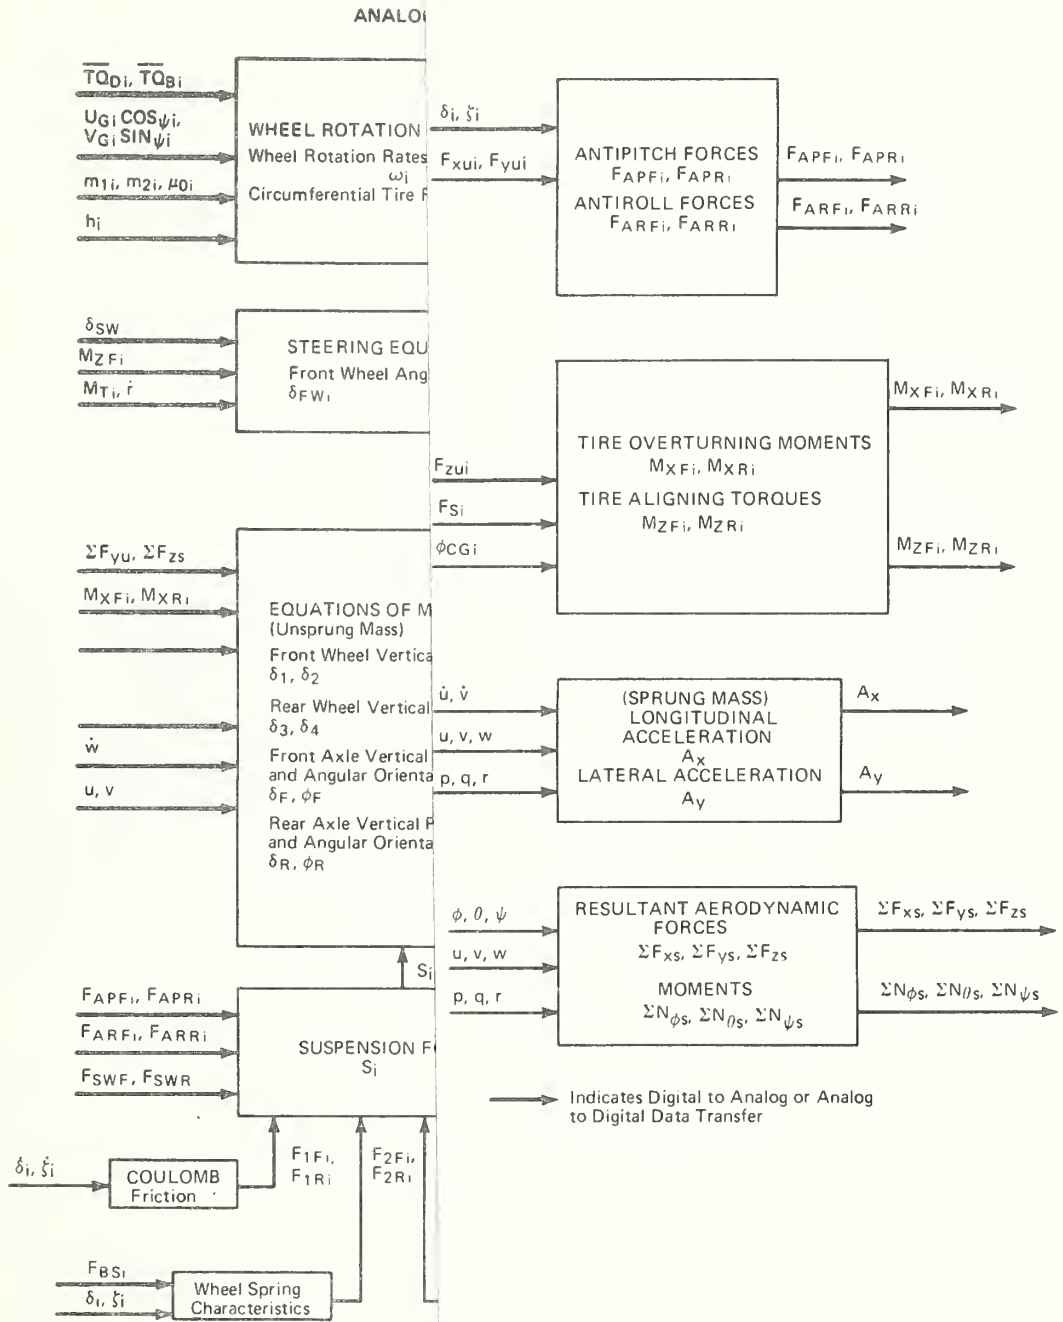 ANALO
T̅Q̅Di, T̅Q̅Bi
UGi COSψi,
VGi SINψi
m1i, m2i, μ0i
hi
WHEEL ROTATION
Wheel Rotation Rates
ωi
Circumferential Tire F
δi, ζi
Fxui, Fyui
ANTIPITCH FORCES
FAPFi, FAPRi
ANTIROLL FORCES
FARFi, FARRi
FAPFi, FAPRi
FARFi, FARRi
δSW
MZFi
MTi, ṙ
STEERING EQU
Front Wheel Ang
δFWi
Fzui
FSi
ϕCGi
TIRE OVERTURNING MOMENTS
MXFi, MXRi
TIRE ALIGNING TORQUES
MZFi, MZRi
MXFi, MXRi
MZFi, MZRi
ΣFyu, ΣFzs
MXFi, MXRi
ẇ
u, v
EQUATIONS OF M
(Unsprung Mass)
Front Wheel Vertica
δ1, δ2
Rear Wheel Vertical
δ3, δ4
Front Axle Vertical
and Angular Orienta
δF, ϕF
Rear Axle Vertical P
and Angular Orienta
δR, ϕR
u̇, v̇
u, v, w
p, q, r
(SPRUNG MASS)
LONGITUDINAL
ACCELERATION
Ax
LATERAL ACCELERATION
Ay
Ax
Ay
ϕ, θ, ψ
u, v, w
p, q, r
RESULTANT AERODYNAMIC
FORCES
ΣFxs, ΣFys, ΣFzs
MOMENTS
ΣNϕs, ΣNθs, ΣNψs
ΣFxs, ΣFys, ΣFzs
ΣNϕs, ΣNθs, ΣNψs
Si
FAPFi, FAPRi
FARFi, FARRi
FSWF, FSWR
SUSPENSION FO
Si
Indicates Digital to Analog or Analog
to Digital Data Transfer
δ̇i, ζ̇i
COULOMB
Friction
F1Fi,
F1Ri
F2Fi,
F2Ri
FBSi
δi, ζi
Wheel Spring
Characteristics